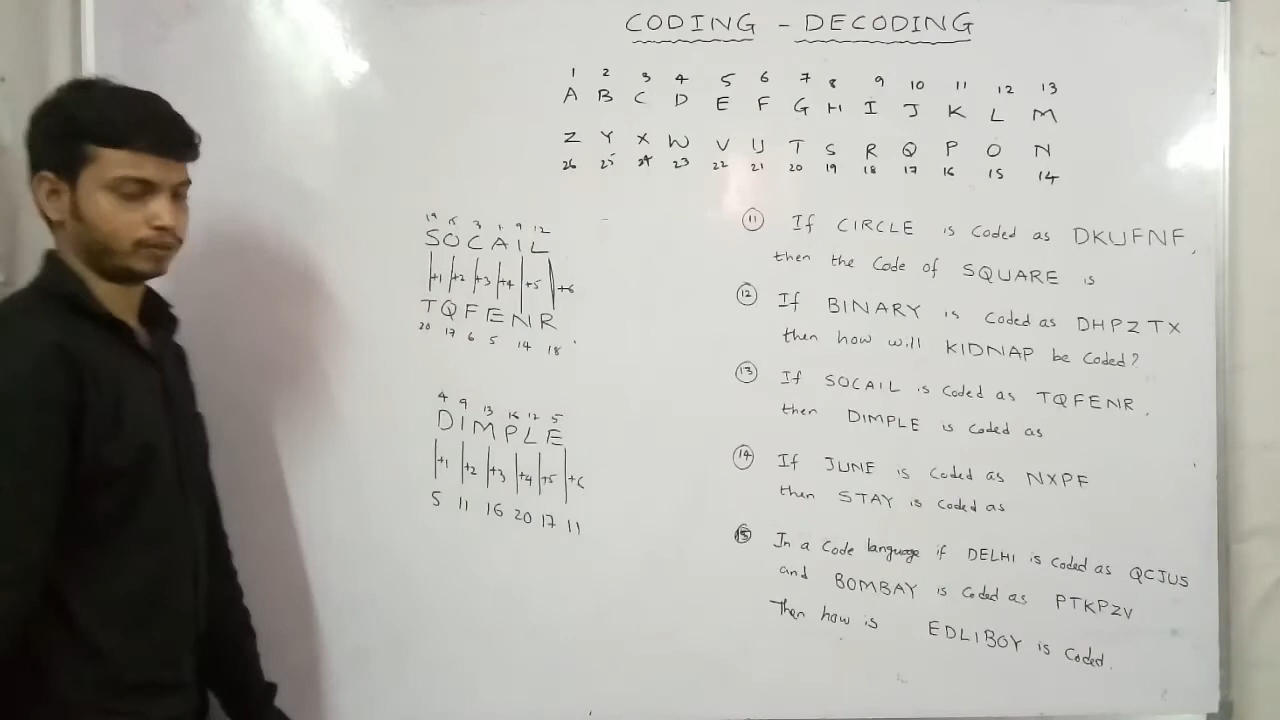 CODING - DECODING
1 2 3 4 5 6 7 8 9 10 11 12 13
A B C D E F G H I J K L M
Z Y X W V U T S R Q P O N
26 25 24 23 22 21 20 19 18 17 16 15 14
19 15 3 1 9 12
SOCAIL
+1 +2 +3 +4 +5 +6
TQFENR
20 17 6 5 14 18
4 9 13 16 12 5
DIMPLE
+1 +2 +3 +4 +5 +6
5 11 16 20 17 11
11 If CIRCLE is coded as DKUFNF,
then the code of SQUARE is
12 If BINARY is coded as DHPZTX
then how will KIDNAP be coded?
13 If SOCAIL is coded as TQFENR,
then DIMPLE is coded as
14 If JUNE is coded as NXPF
then STAY is coded as
15 In a code language if DELHI is coded as QCJUS
and BOMBAY is coded as PTKPZV
Then how is EDLIBOY is coded.